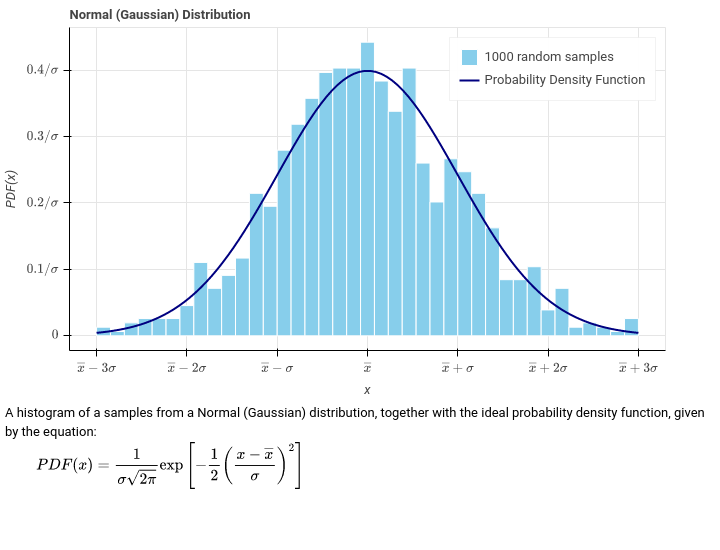 Normal (Gaussian) Distribution
1000 random samples
Probability Density Function
PDF(x)
0.4/σ
0.3/σ
0.2/σ
0.1/σ
0
x̅ − 3σ
x̅ − 2σ
x̅ − σ
x̅
x̅ + σ
x̅ + 2σ
x̅ + 3σ
x
A histogram of a samples from a Normal (Gaussian) distribution, together with the ideal probability density function, given
by the equation:
PDF(x) = 1/(σ√2π) exp[−1/2((x − x̅)/σ)²]